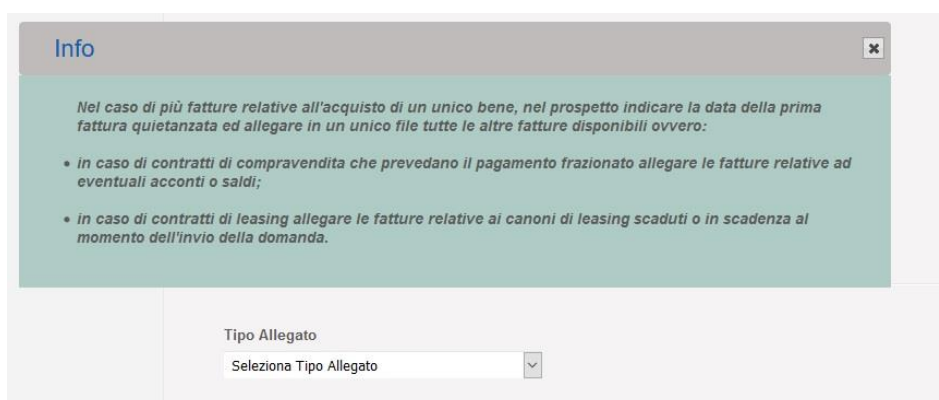 Info
Nel caso di più fatture relative all'acquisto di un unico bene, nel prospetto indicare la data della prima
fattura quietanzata ed allegare in un unico file tutte le altre fatture disponibili ovvero:
• in caso di contratti di compravendita che prevedano il pagamento frazionato allegare le fatture relative ad
eventuali acconti o saldi;
• in caso di contratti di leasing allegare le fatture relative ai canoni di leasing scaduti o in scadenza al
momento dell'invio della domanda.
Tipo Allegato
Seleziona Tipo Allegato